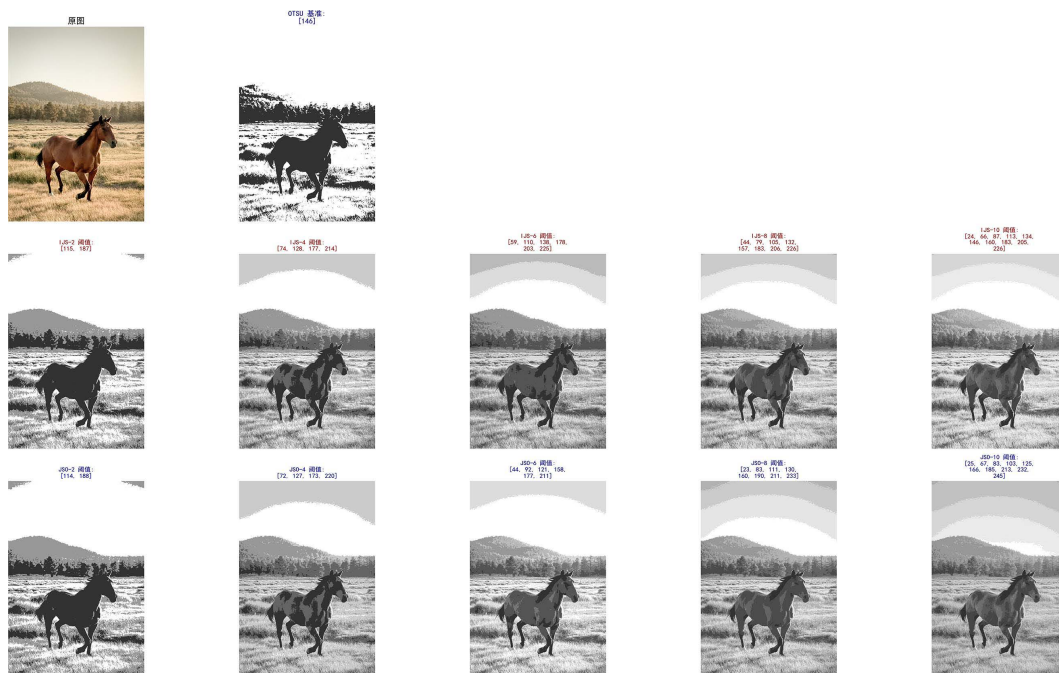 原图
OTSU 基准:
[146]
IJS-2 阈值:
[115, 187]
IJS-4 阈值:
[74, 128, 177, 214]
IJS-6 阈值:
[59, 110, 138, 178,
203, 225]
IJS-8 阈值:
[44, 79, 105, 132,
157, 183, 206, 226]
IJS-10 阈值:
[24, 66, 87, 113, 134,
146, 160, 183, 205,
226]
JSO-2 阈值:
[114, 188]
JSO-4 阈值:
[72, 127, 173, 220]
JSO-6 阈值:
[44, 92, 121, 158,
177, 211]
JSO-8 阈值:
[23, 83, 111, 130,
160, 190, 211, 233]
JSO-10 阈值:
[25, 67, 83, 103, 125,
166, 185, 213, 232,
245]